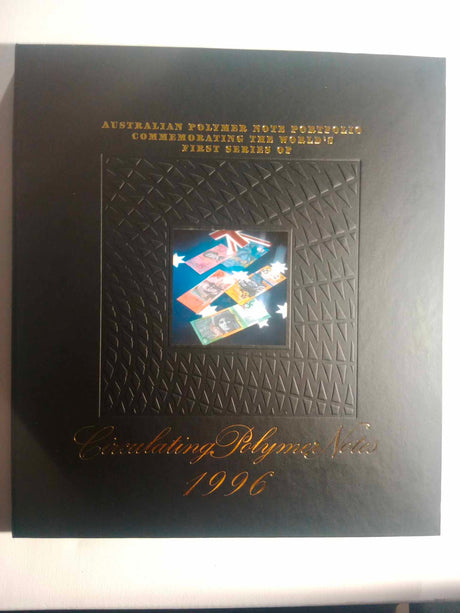 AUSTRALIAN POLYMER NOTE PORTFOLIO
COMMEMORATING THE WORLD'S
FIRST SERIES OF
Circulating Polymer Notes
1996